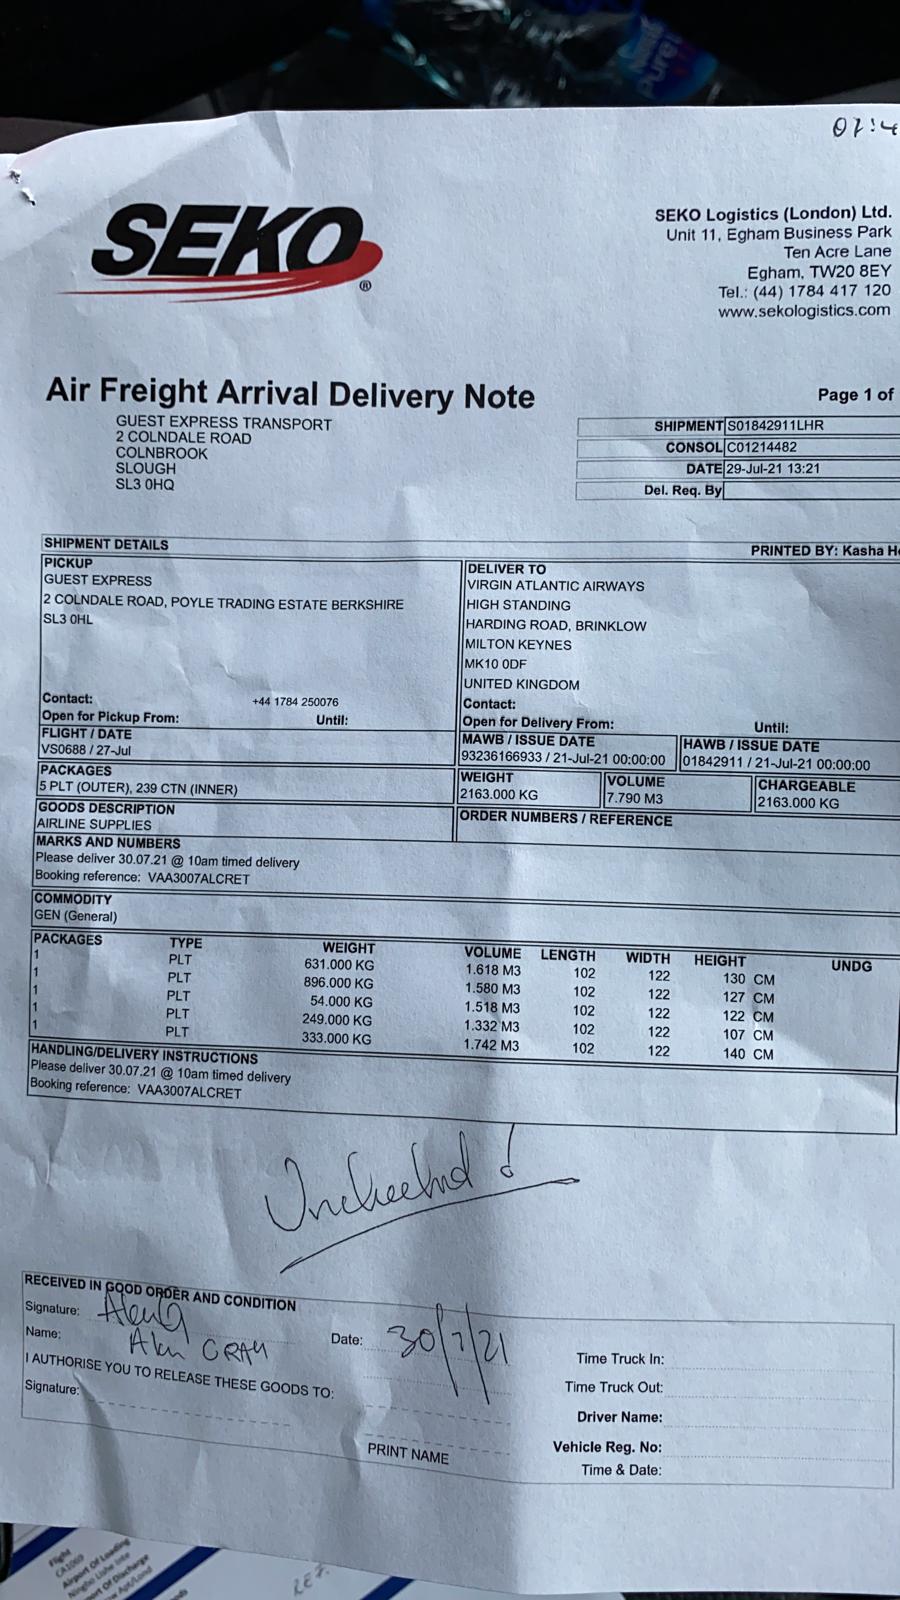 SEKO
®
SEKO Logistics (London) Ltd.
Unit 11, Egham Business Park
Ten Acre Lane
Egham, TW20 8EY
Tel.: (44) 1784 417 120
www.sekologistics.com
Air Freight Arrival Delivery Note
Page 1 of
GUEST EXPRESS TRANSPORT
2 COLNDALE ROAD
COLNBROOK
SLOUGH
SL3 0HQ
SHIPMENT S01842911LHR
CONSOL C01214482
DATE 29-Jul-21 13:21
Del. Req. By
SHIPMENT DETAILS
PRINTED BY: Kasha
PICKUP
GUEST EXPRESS
2 COLNDALE ROAD, POYLE TRADING ESTATE BERKSHIRE
SL3 0HL
Contact: +44 1784 250076
Open for Pickup From: Until:
DELIVER TO
VIRGIN ATLANTIC AIRWAYS
HIGH STANDING
HARDING ROAD, BRINKLOW
MILTON KEYNES
MK10 0DF
UNITED KINGDOM
Contact:
Open for Delivery From: Until:
FLIGHT / DATE
VS0688 / 27-Jul
MAWB / ISSUE DATE
93236166933 / 21-Jul-21 00:00:00
HAWB / ISSUE DATE
01842911 / 21-Jul-21 00:00:00
PACKAGES
5 PLT (OUTER), 239 CTN (INNER)
WEIGHT
2163.000 KG
VOLUME
7.790 M3
CHARGEABLE
2163.000 KG
GOODS DESCRIPTION
AIRLINE SUPPLIES
ORDER NUMBERS / REFERENCE
MARKS AND NUMBERS
Please deliver 30.07.21 @ 10am timed delivery
Booking reference: VAA3007ALCRET
COMMODITY
GEN (General)
PACKAGES TYPE WEIGHT VOLUME LENGTH WIDTH HEIGHT UNDG
1 PLT 631.000 KG 1.618 M3 102 122 130 CM
1 PLT 896.000 KG 1.580 M3 102 122 127 CM
1 PLT 54.000 KG 1.518 M3 102 122 122 CM
1 PLT 249.000 KG 1.332 M3 102 122 107 CM
1 PLT 333.000 KG 1.742 M3 102 122 140 CM
HANDLING/DELIVERY INSTRUCTIONS
Please deliver 30.07.21 @ 10am timed delivery
Booking reference: VAA3007ALCRET
Unchecked!
RECEIVED IN GOOD ORDER AND CONDITION
Signature:
Name: Alan
Date: 30/7/21
I AUTHORISE YOU TO RELEASE THESE GOODS TO:
Signature:
PRINT NAME
Time Truck In:
Time Truck Out:
Driver Name:
Vehicle Reg. No:
Time & Date:
Flight
CA1069
Airport Of Loading